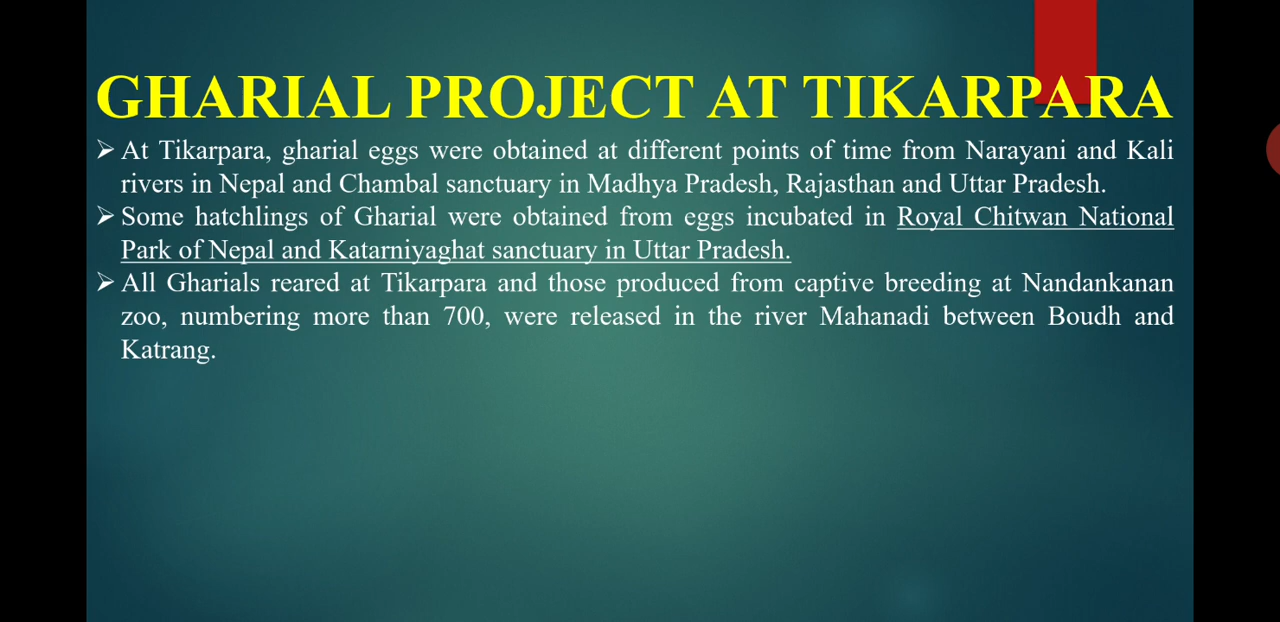 GHARIAL PROJECT AT TIKARPARA
➢ At Tikarpara, gharial eggs were obtained at different points of time from Narayani and Kali
rivers in Nepal and Chambal sanctuary in Madhya Pradesh, Rajasthan and Uttar Pradesh.
➢ Some hatchlings of Gharial were obtained from eggs incubated in Royal Chitwan National
Park of Nepal and Katarniyaghat sanctuary in Uttar Pradesh.
➢ All Gharials reared at Tikarpara and those produced from captive breeding at Nandankanan
zoo, numbering more than 700, were released in the river Mahanadi between Boudh and
Katrang.